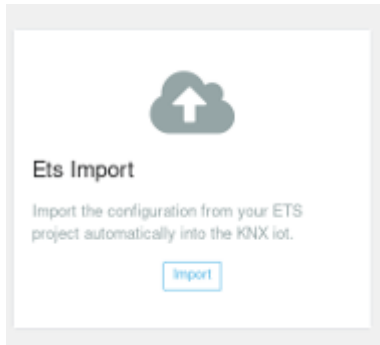 Ets Import
Import the configuration from your ETS
project automatically into the KNX iot.
Import